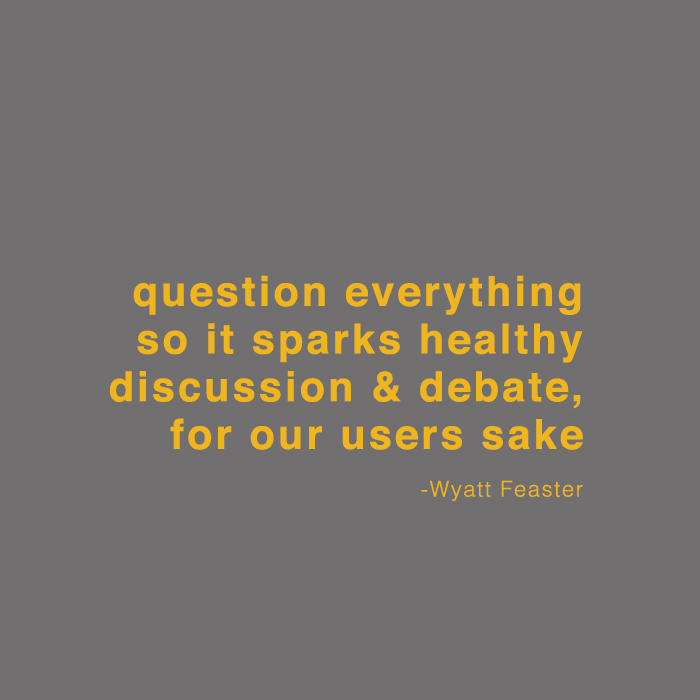 question everything
so it sparks healthy
discussion & debate,
for our users sake
-Wyatt Feaster